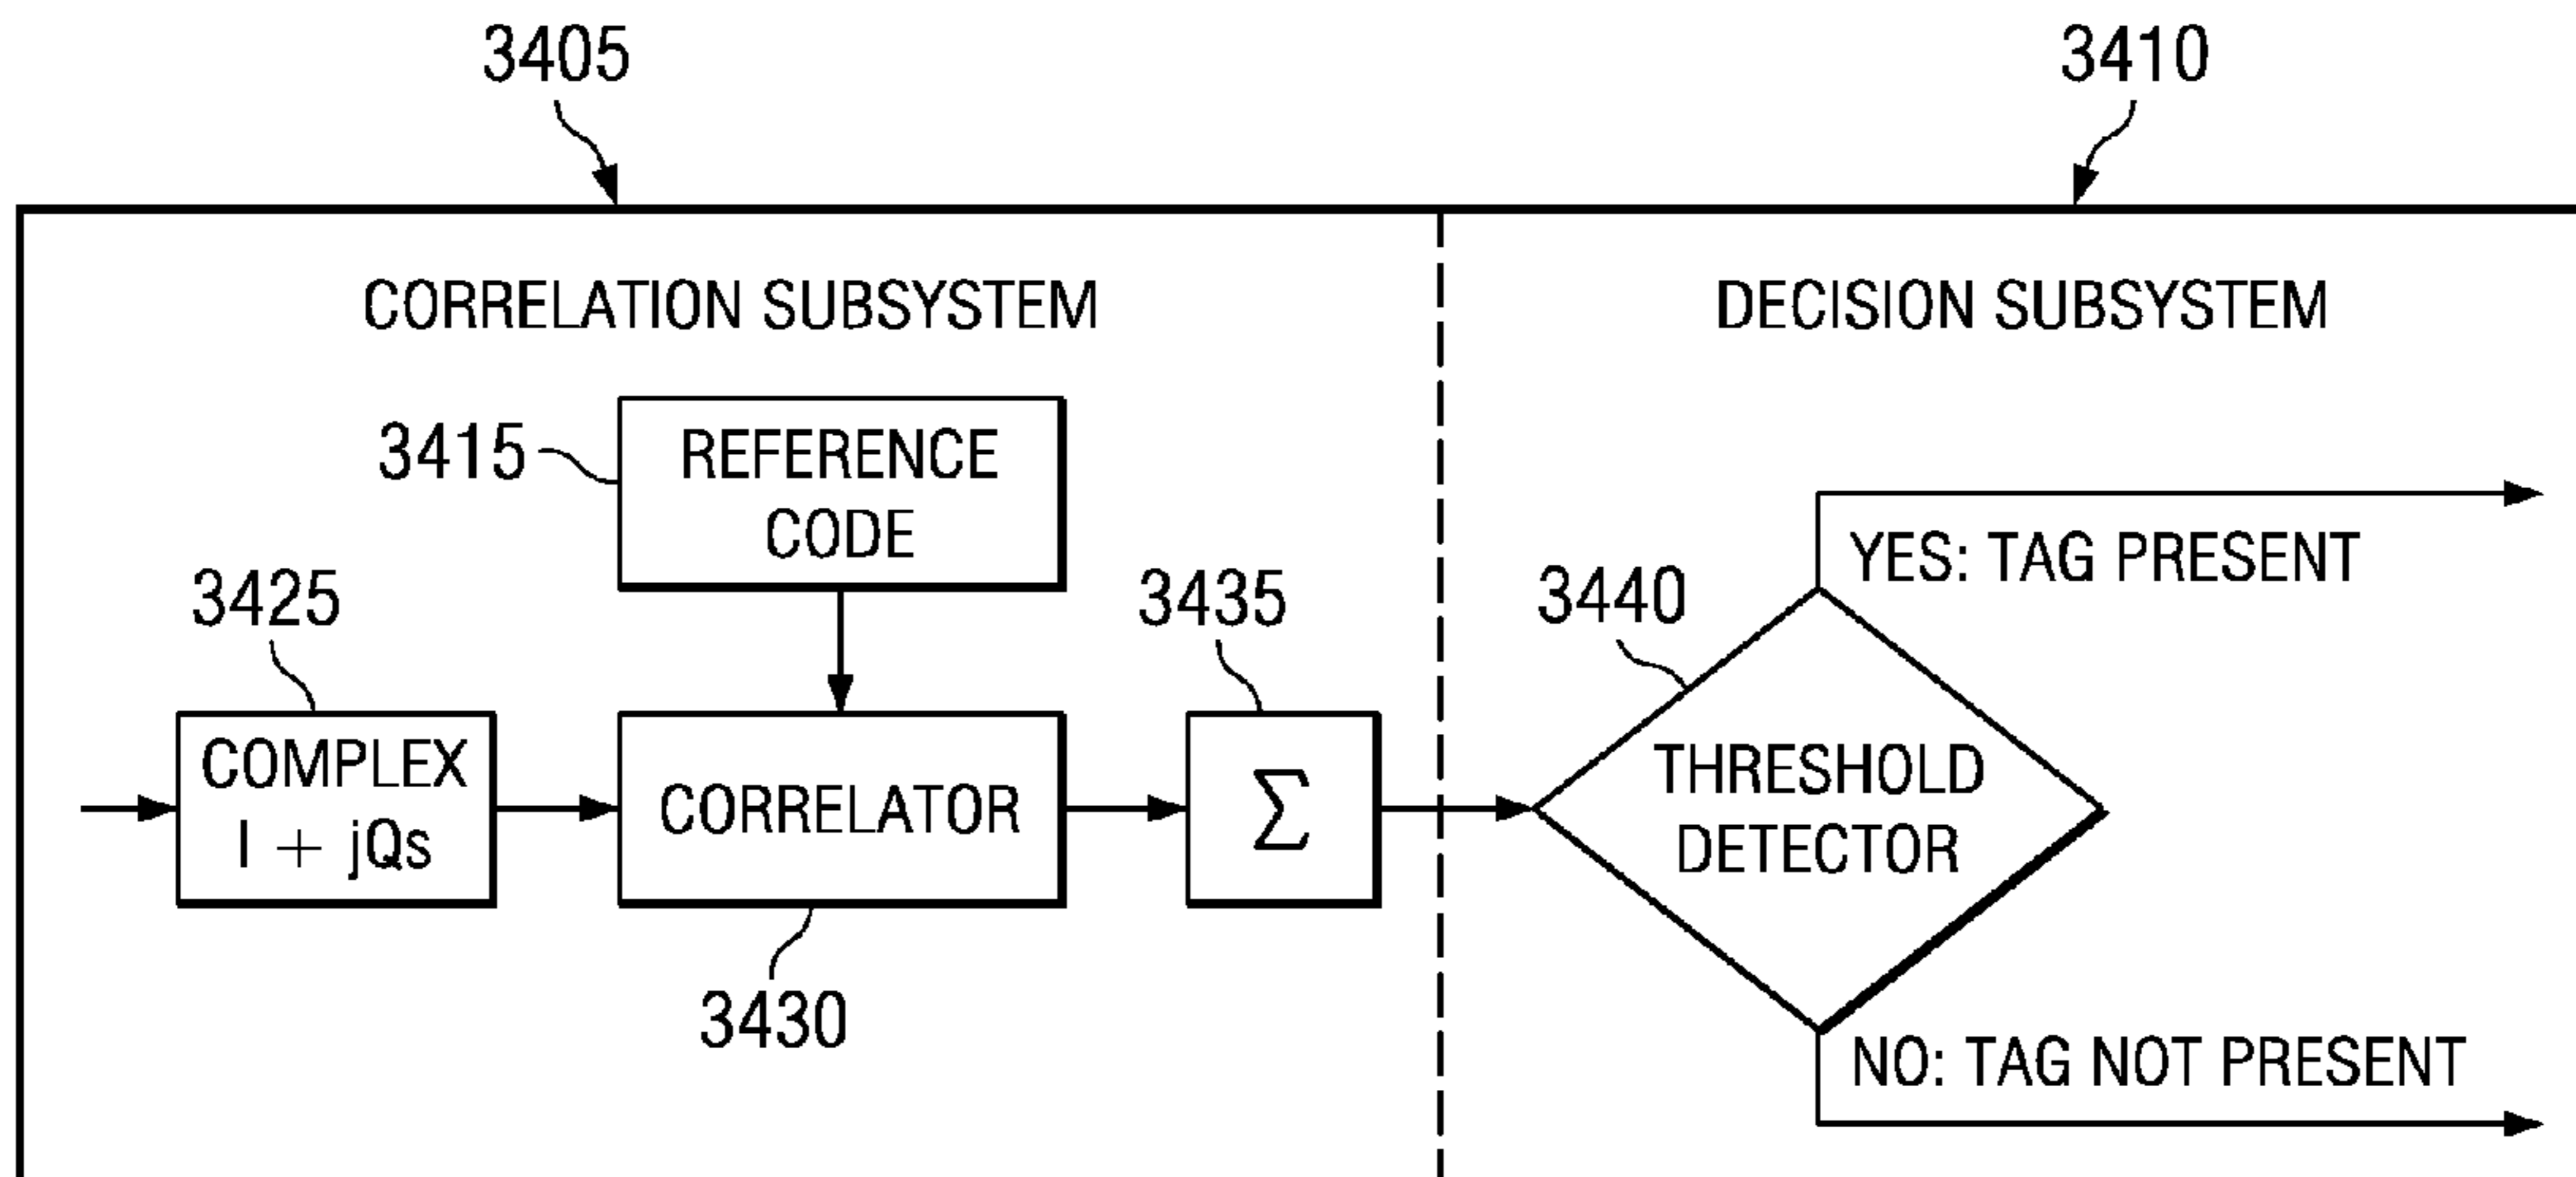 3405
3410
CORRELATION SUBSYSTEM
DECISION SUBSYSTEM
3415
REFERENCE
CODE
3425
3435
3440
YES: TAG PRESENT
COMPLEX
I + jQs
CORRELATOR
Σ
THRESHOLD
DETECTOR
3430
NO: TAG NOT PRESENT